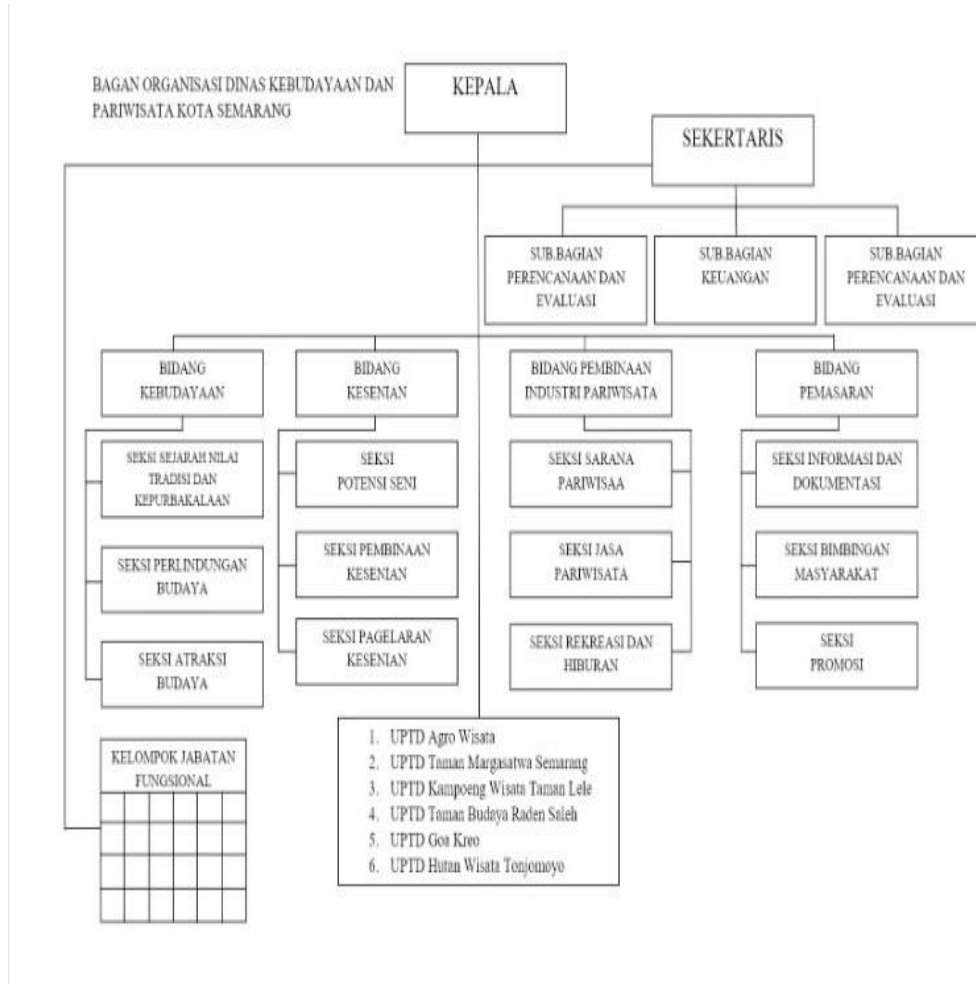 BAGAN ORGANISASI DINAS KEBUDAYAAN DAN
PARIWISATA KOTA SEMARANG
KEPALA
SEKERTARIS
SUB.BAGIAN
PERENCANAAN DAN
EVALUASI
SUB.BAGIAN
KEUANGAN
SUB.BAGIAN
PERENCANAAN DAN
EVALUASI
BIDANG
KEBUDAYAAN
BIDANG
KESENIAN
BIDANG PEMBINAAN
INDUSTRI PARIWISATA
BIDANG
PEMASARAN
SEKSI SEJARAH NILAI
TRADISI DAN
KEPURBAKALAAN
SEKSI
POTENSI SENI
SEKSI SARANA
PARIWISAA
SEKSI INFORMASI DAN
DOKUMENTASI
SEKSI PERLINDUNGAN
BUDAYA
SEKSI PEMBINAAN
KESENIAN
SEKSI JASA
PARIWISATA
SEKSI BIMBINGAN
MASYARAKAT
SEKSI ATRAKSI
BUDAYA
SEKSI PAGELARAN
KESENIAN
SEKSI REKREASI DAN
HIBURAN
SEKSI
PROMOSI
KELOMPOK JABATAN
FUNGSIONAL
1. UPTD Agro Wisata
2. UPTD Taman Margasatwa Semarang
3. UPTD Kampoeng Wisata Taman Lele
4. UPTD Taman Budaya Raden Saleh
5. UPTD Goa Kreo
6. UPTD Hutan Wisata Tonjomoyo